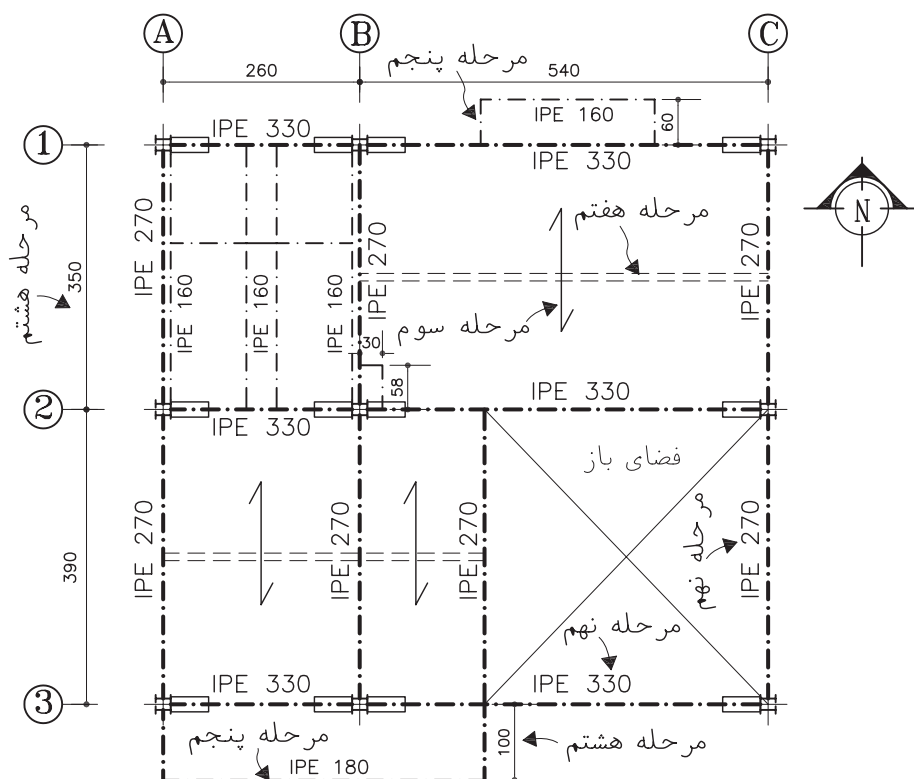 A B C
260 540
مرحله پنجم
IPE 330
IPE 160
60
1
IPE 330
N
IPE 270
IPE 270
IPE 270
مرحله هفتم
مرحله هشتم
350
IPE 160
IPE 160
IPE 160
مرحله سوم
30
58
2
IPE 330
IPE 330
فضای باز
390
IPE 270
IPE 270
IPE 270
IPE 270
مرحله نهم
مرحله نهم
3
IPE 330
IPE 330
مرحله پنجم
100
مرحله هشتم
IPE 180